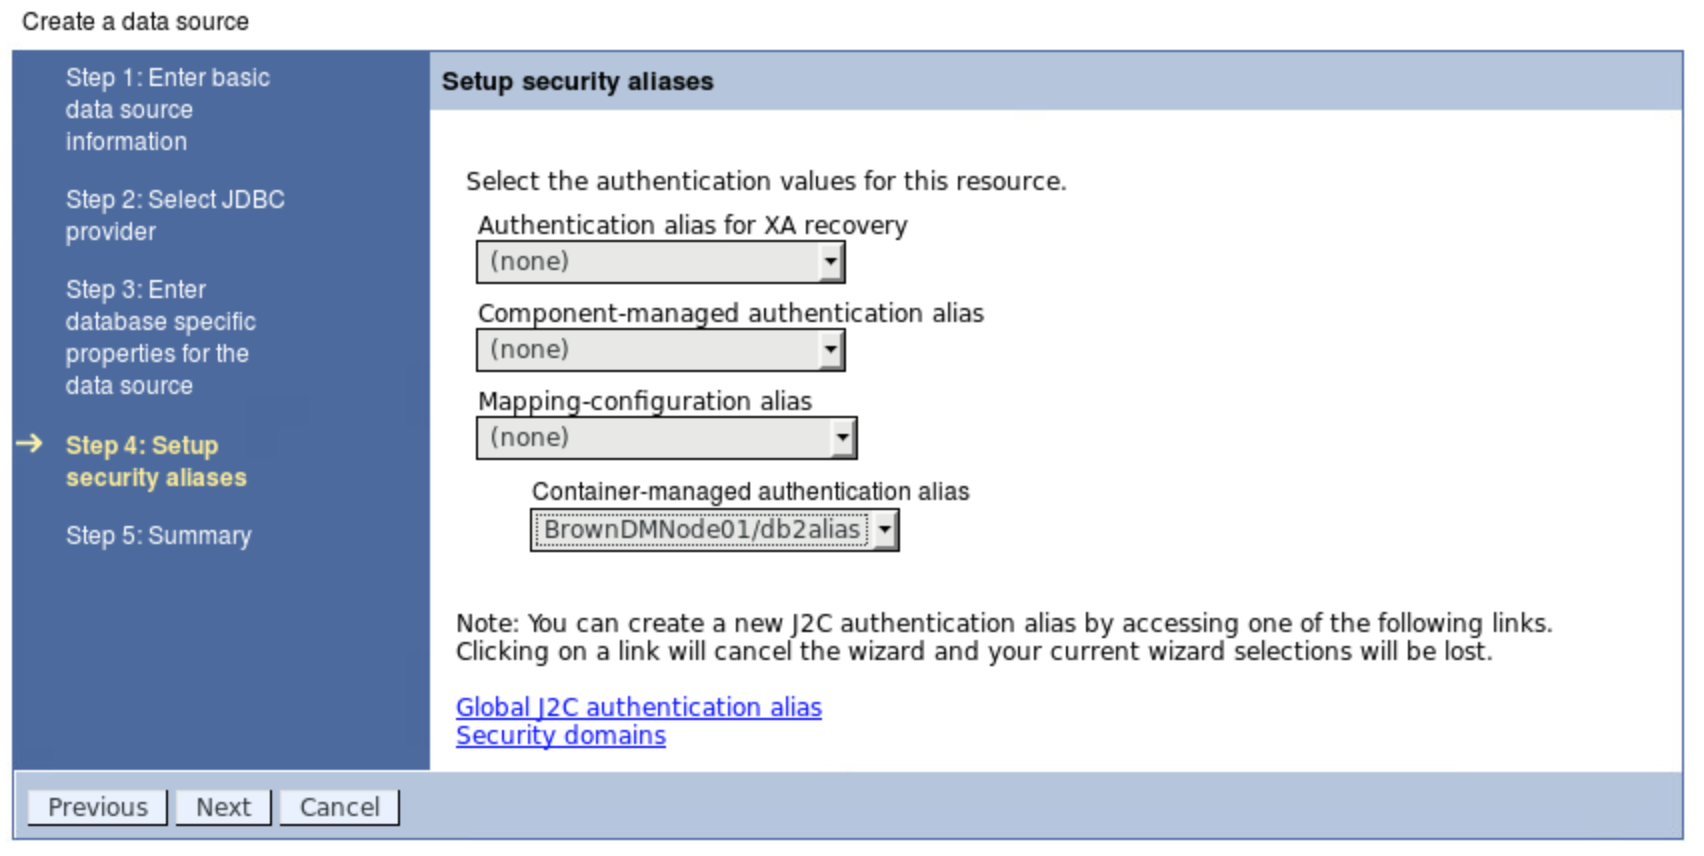 Create a data source
Step 1: Enter basic
data source
information
Step 2: Select JDBC
provider
Step 3: Enter
database specific
properties for the
data source
Step 4: Setup
security aliases
Step 5: Summary
Setup security aliases
Select the authentication values for this resource.
Authentication alias for XA recovery
(none)
Component-managed authentication alias
(none)
Mapping-configuration alias
(none)
Container-managed authentication alias
BrownDMNode01/db2alias
Note: You can create a new J2C authentication alias by accessing one of the following links.
Clicking on a link will cancel the wizard and your current wizard selections will be lost.
Global J2C authentication alias
Security domains
Previous Next Cancel